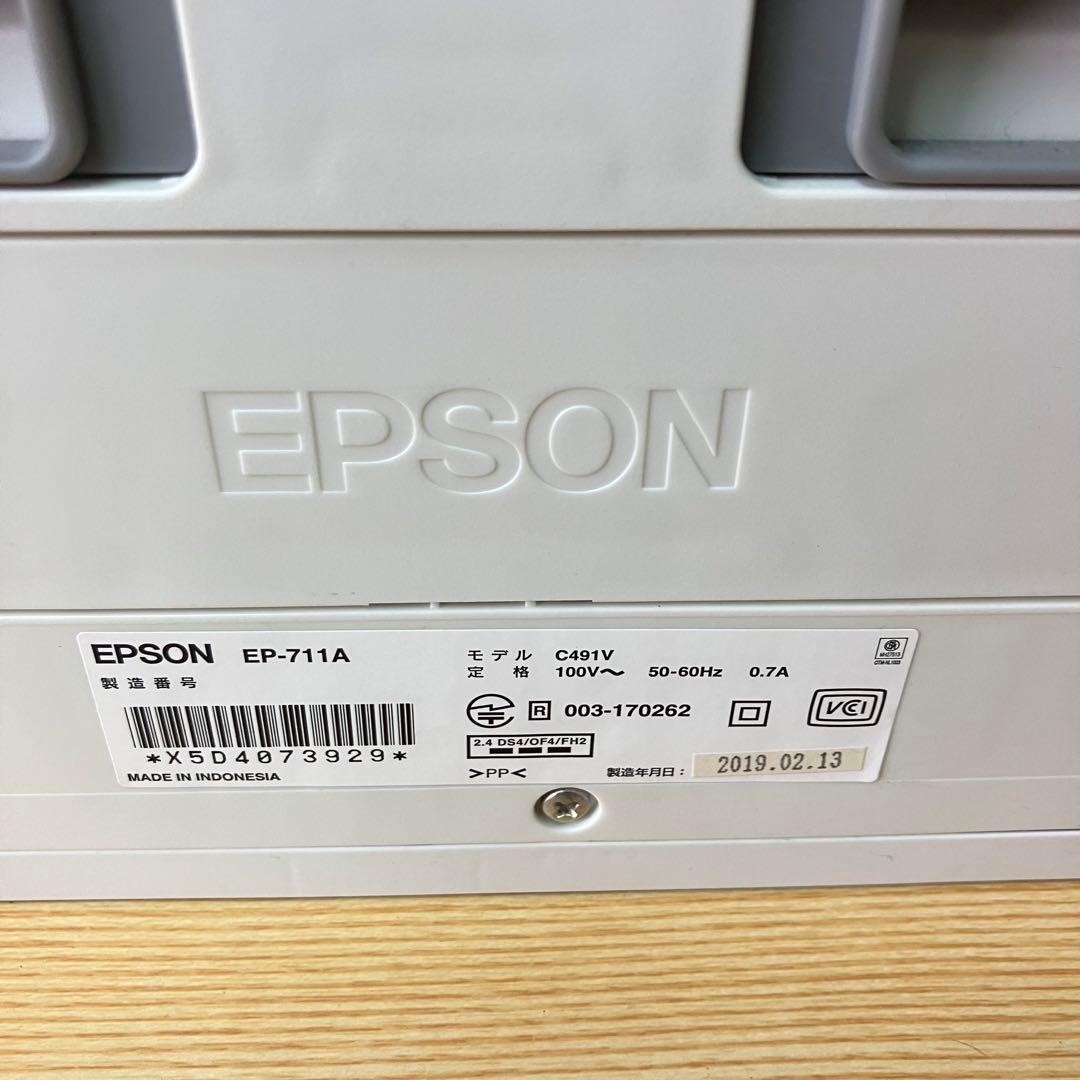 EPSON
EPSON EP-711A
製造番号
*X5D4073929*
MADE IN INDONESIA
モデル C491V
定格 100V〜 50-60Hz 0.7A
R 003-170262
VCI
2.4 DS4/OF4/FH2
>PP<
製造年月日: 2019.02.13